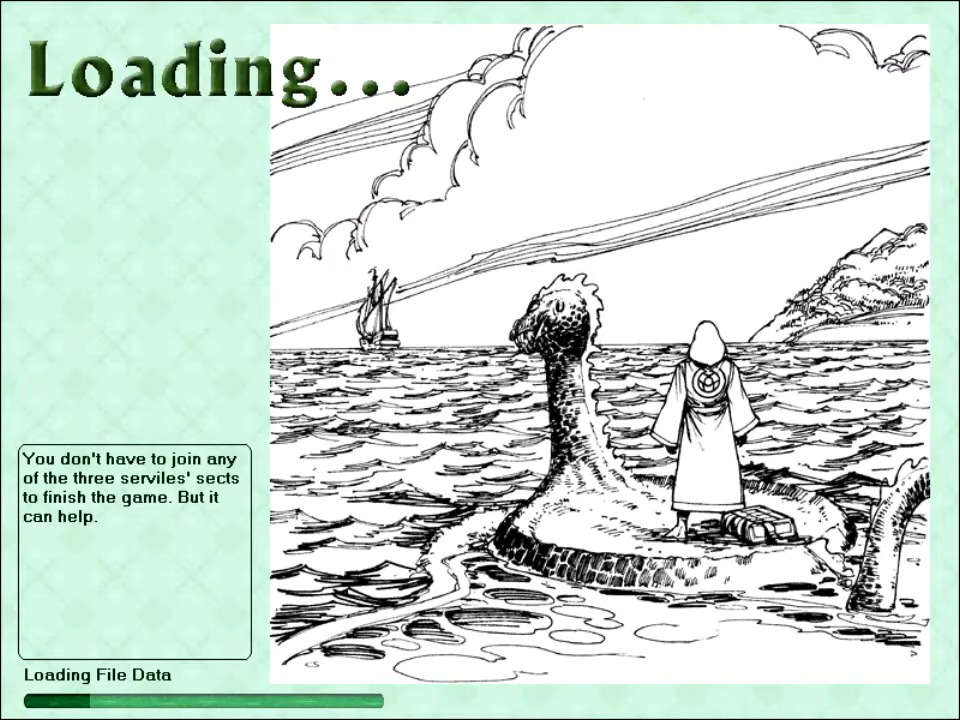 Loading...
You don't have to join any
of the three serviles' sects
to finish the game. But it
can help.
Loading File Data